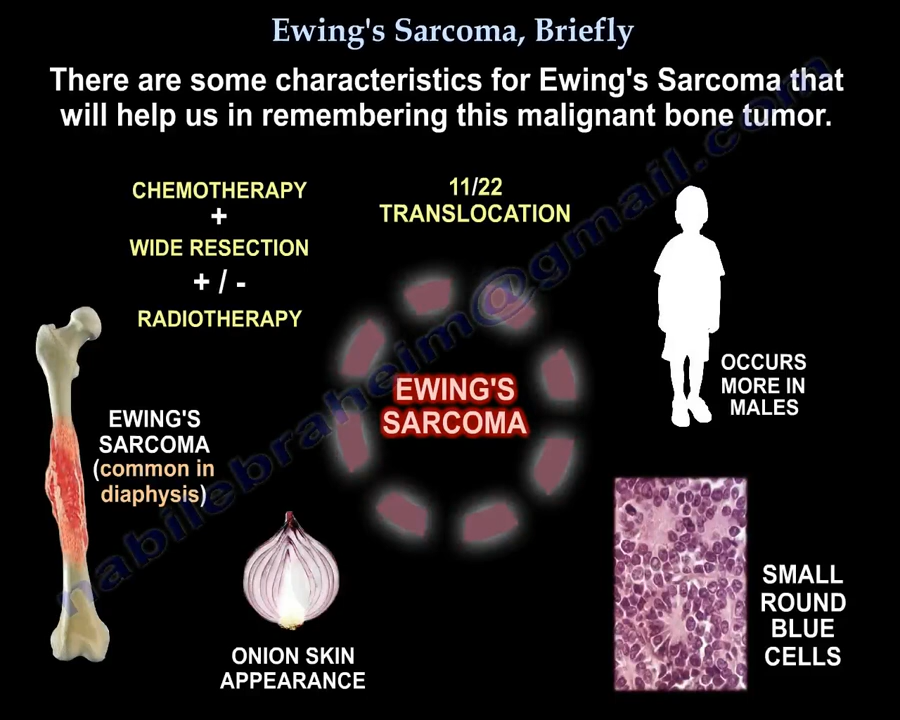 Ewing's Sarcoma, Briefly
There are some characteristics for Ewing's Sarcoma that
will help us in remembering this malignant bone tumor.
CHEMOTHERAPY
+
WIDE RESECTION
+ / -
RADIOTHERAPY
11/22
TRANSLOCATION
OCCURS
MORE IN
MALES
EWING'S
SARCOMA
EWING'S
SARCOMA
(common in
diaphysis)
ONION SKIN
APPEARANCE
SMALL
ROUND
BLUE
CELLS
nabilebraheim@gmail.com